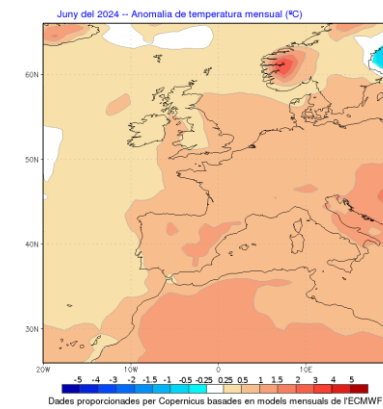 Juny del 2024 -- Anomalia de temperatura mensual (ºC)
60N
50N
40N
30N
20W 10W 0 10E
-5 -4 -3 -2 -1.5 -1 -0.5 -0.25 0.25 0.5 1 1.5 2 3 4 5
Dades proporcionades per Copernicus basades en models mensuals de l'ECMWF